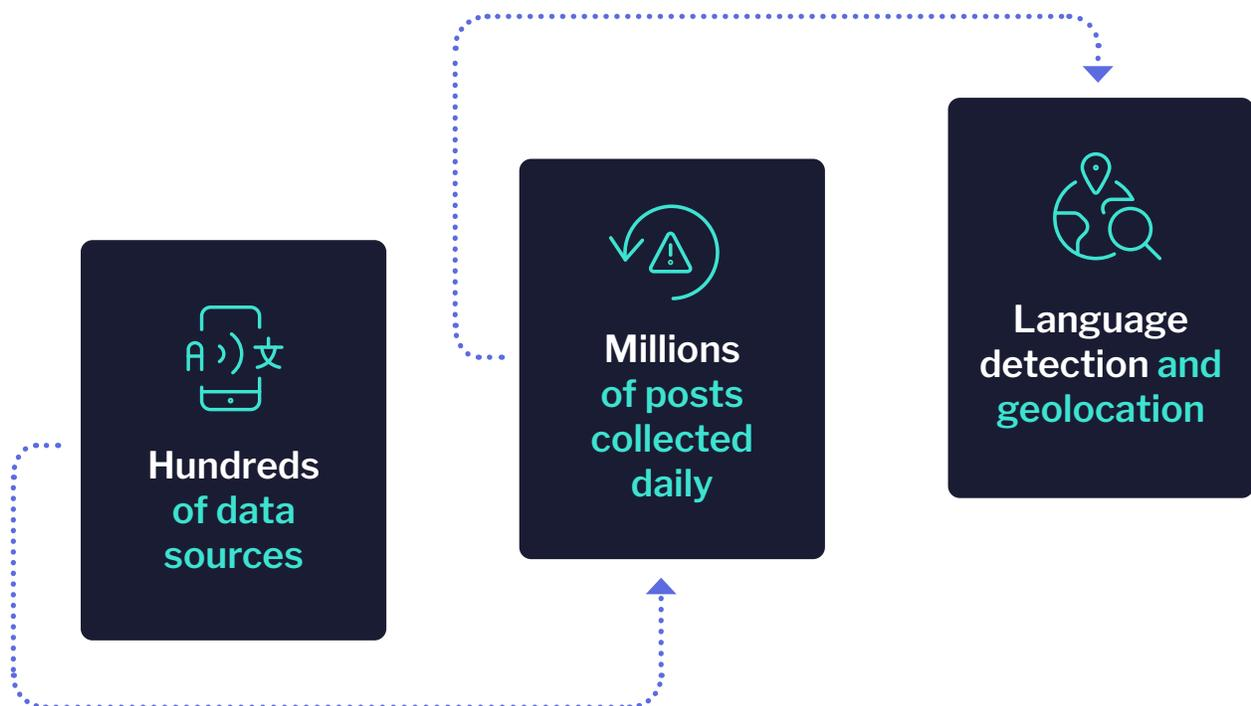 Hundreds
of data
sources
Millions
of posts
collected
daily
Language
detection and
geolocation